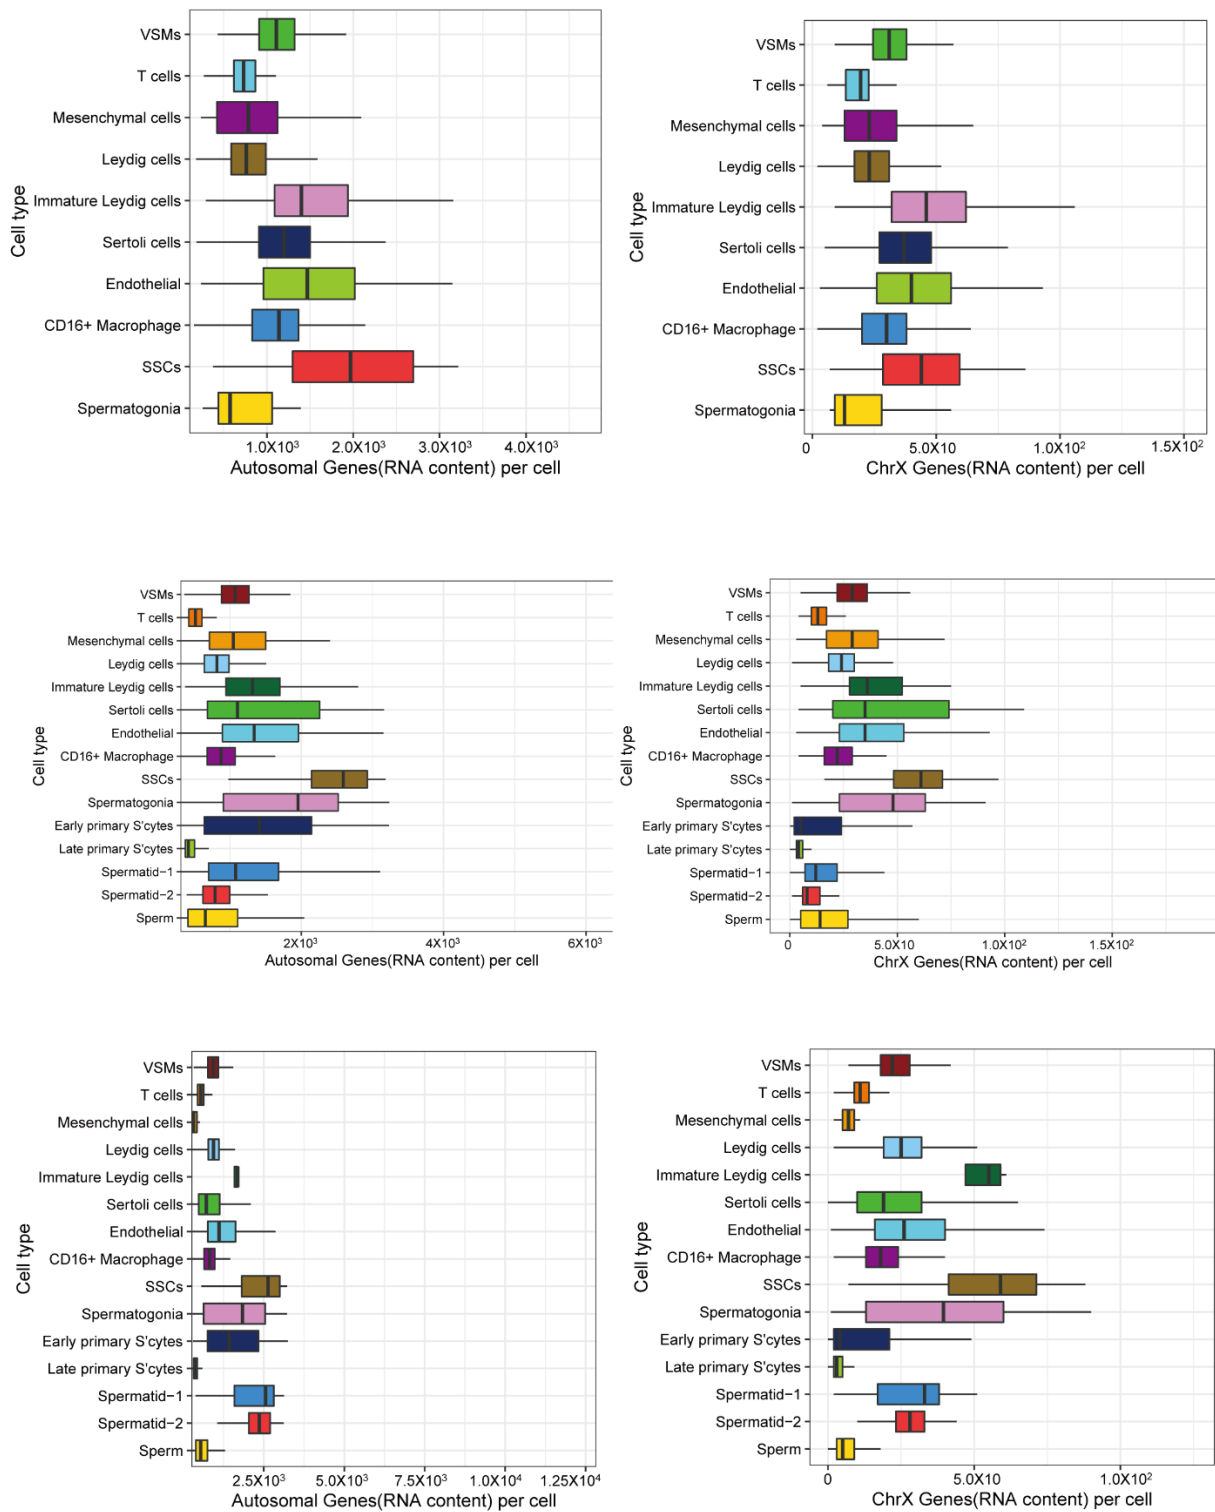 VSMs
T cells
Mesenchymal cells
Leydig cells
Immature Leydig cells
Sertoli cells
Endothelial
CD16+ Macrophage
SSCs
Spermatogonia
Cell type
1.0X10³ 2.0X10³ 3.0X10³ 4.0X10³
Autosomal Genes(RNA content) per cell
VSMs
T cells
Mesenchymal cells
Leydig cells
Immature Leydig cells
Sertoli cells
Endothelial
CD16+ Macrophage
SSCs
Spermatogonia
Cell type
0 5.0X10 1.0X10² 1.5X10²
ChrX Genes(RNA content) per cell
VSMs
T cells
Mesenchymal cells
Leydig cells
Immature Leydig cells
Sertoli cells
Endothelial
CD16+ Macrophage
SSCs
Spermatogonia
Early primary S'cytes
Late primary S'cytes
Spermatid−1
Spermatid−2
Sperm
Cell type
2X10³ 4X10³ 6X10³
Autosomal Genes(RNA content) per cell
VSMs
T cells
Mesenchymal cells
Leydig cells
Immature Leydig cells
Sertoli cells
Endothelial
CD16+ Macrophage
SSCs
Spermatogonia
Early primary S'cytes
Late primary S'cytes
Spermatid−1
Spermatid−2
Sperm
Cell type
0 5.0X10 1.0X10² 1.5X10²
ChrX Genes(RNA content) per cell
VSMs
T cells
Mesenchymal cells
Leydig cells
Immature Leydig cells
Sertoli cells
Endothelial
CD16+ Macrophage
SSCs
Spermatogonia
Early primary S'cytes
Late primary S'cytes
Spermatid−1
Spermatid−2
Sperm
Cell type
2.5X10³ 5.0X10³ 7.5X10³ 1.0X10⁴ 1.25X10⁴
Autosomal Genes(RNA content) per cell
VSMs
T cells
Mesenchymal cells
Leydig cells
Immature Leydig cells
Sertoli cells
Endothelial
CD16+ Macrophage
SSCs
Spermatogonia
Early primary S'cytes
Late primary S'cytes
Spermatid−1
Spermatid−2
Sperm
Cell type
0 5.0X10 1.0X10²
ChrX Genes(RNA content) per cell